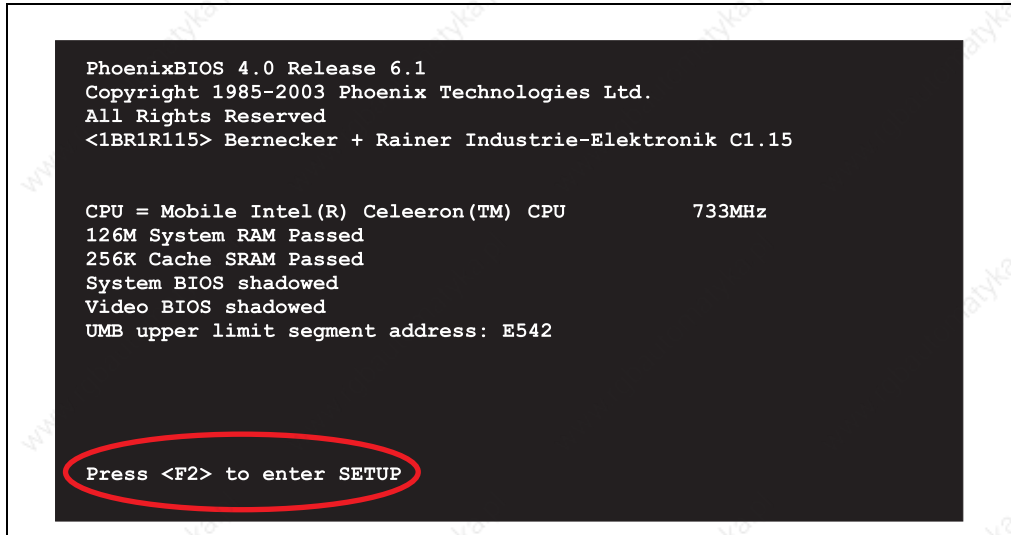 PhoenixBIOS 4.0 Release 6.1
Copyright 1985-2003 Phoenix Technologies Ltd.
All Rights Reserved
<1BR1R115> Bernecker + Rainer Industrie-Elektronik C1.15
CPU = Mobile Intel(R) Celeeron(TM) CPU 733MHz
126M System RAM Passed
256K Cache SRAM Passed
System BIOS shadowed
Video BIOS shadowed
UMB upper limit segment address: E542
Press <F2> to enter SETUP